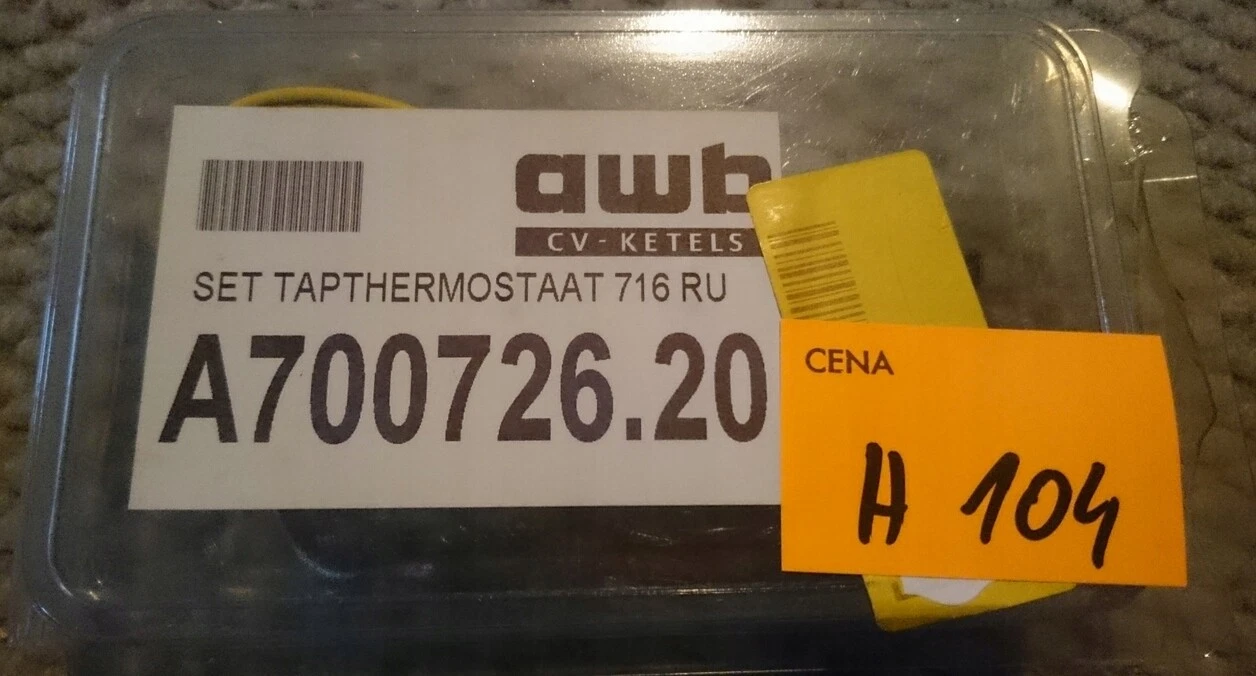 awb
CV-KETELS
SET TAPTHERMOSTAAT 716 RU
A700726.20
CENA
H 104